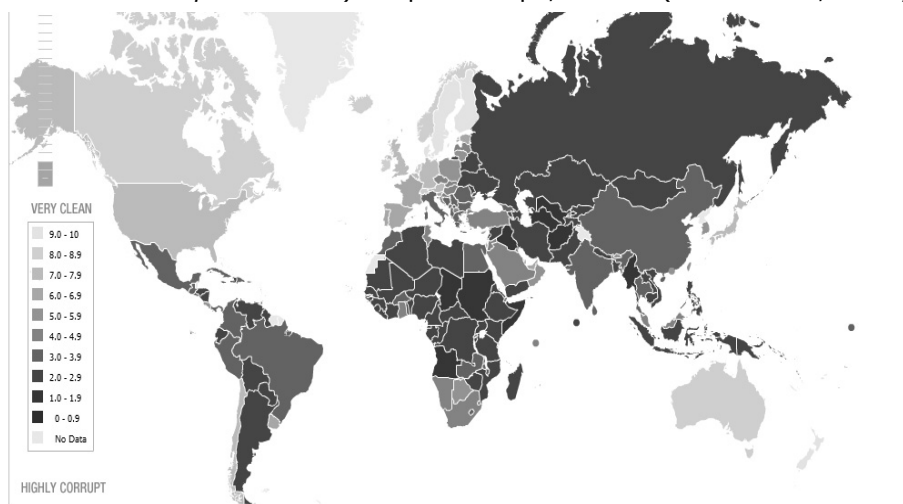 VERY CLEAN
9.0 - 10
8.0 - 8.9
7.0 - 7.9
6.0 - 6.9
5.0 - 5.9
4.0 - 4.9
3.0 - 3.9
2.0 - 2.9
1.0 - 1.9
0 - 0.9
No Data
HIGHLY CORRUPT